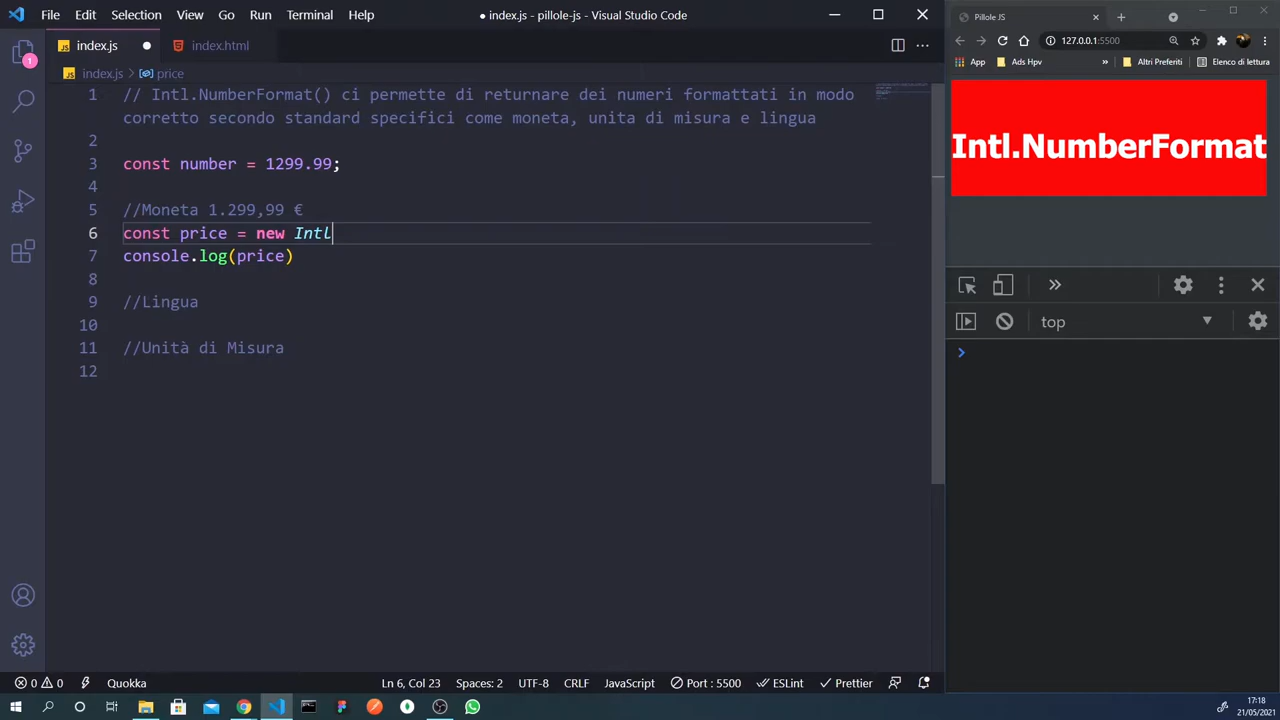 File Edit Selection View Go Run Terminal Help
● index.js - pillole-js - Visual Studio Code
JS index.js
index.html
JS index.js › price
1 // Intl.NumberFormat() ci permette di returnare dei numeri formattati in modo
corretto secondo standard specifici come moneta, unita di misura e lingua
2
3 const number = 1299.99;
4
5 //Moneta 1.299,99 €
6 const price = new Intl
7 console.log(price)
8
9 //Lingua
10
11 //Unità di Misura
12
1
0 0 Quokka Ln 6, Col 23 Spaces: 2 UTF-8 CRLF JavaScript Port : 5500 ESLint Prettier
Pillole JS
127.0.0.1:5500
App Ads Hpv » Altri Preferiti Elenco di lettura
Intl.NumberFormat
top
17:18
21/05/2021